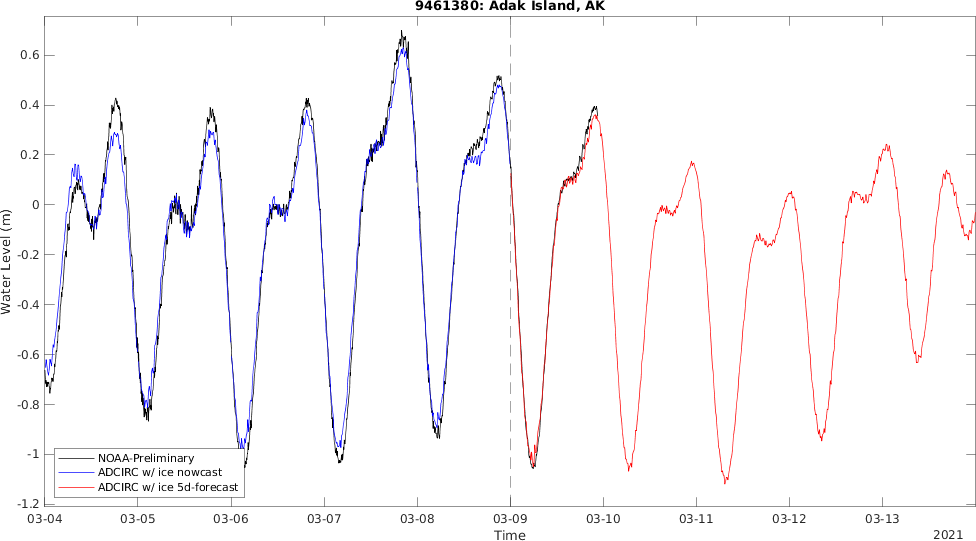 9461380: Adak Island, AK
0.6
0.4
0.2
0
-0.2
-0.4
-0.6
-0.8
-1
-1.2
Water Level (m)
NOAA-Preliminary
ADCIRC w/ ice nowcast
ADCIRC w/ ice 5d-forecast
03-04 03-05 03-06 03-07 03-08 03-09 03-10 03-11 03-12 03-13
Time
2021